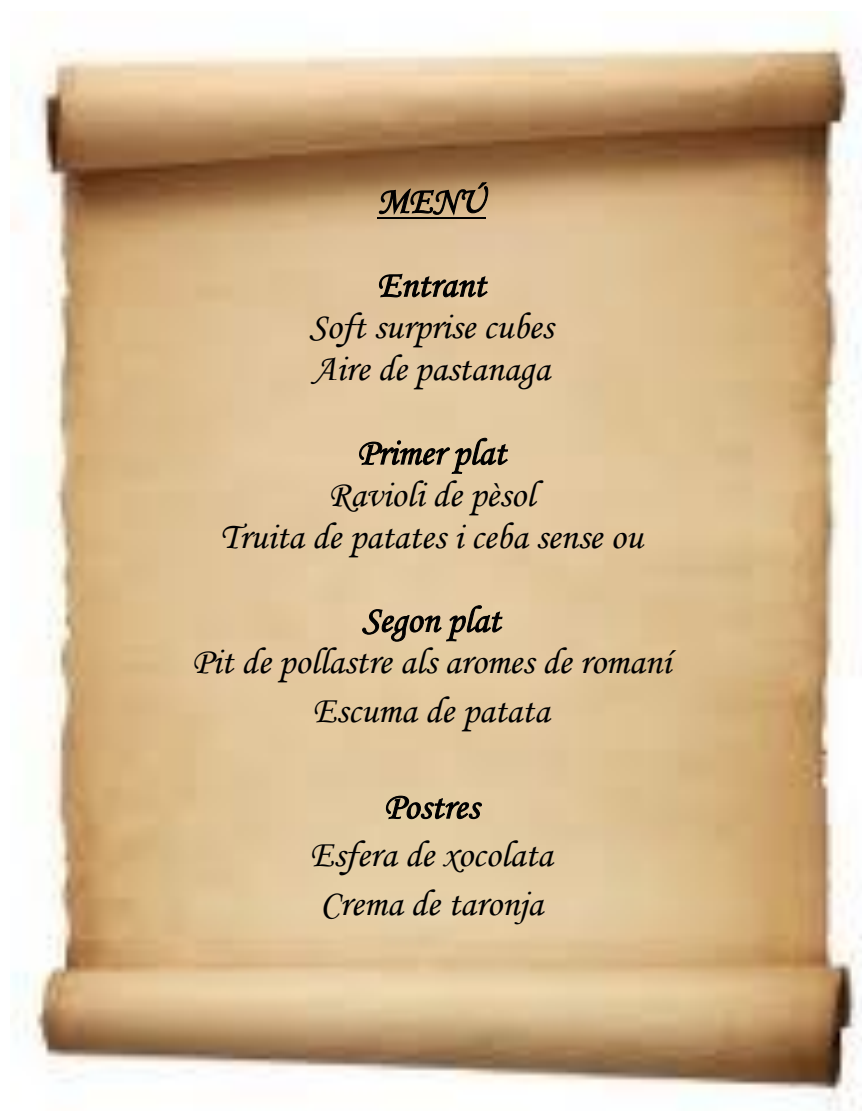 MENÚ
Entrant
Soft surprise cubes
Aire de pastanaga
Primer plat
Ravioli de pèsol
Truita de patates i ceba sense ou
Segon plat
Pit de pollastre als aromes de romaní
Escuma de patata
Postres
Esfera de xocolata
Crema de taronja